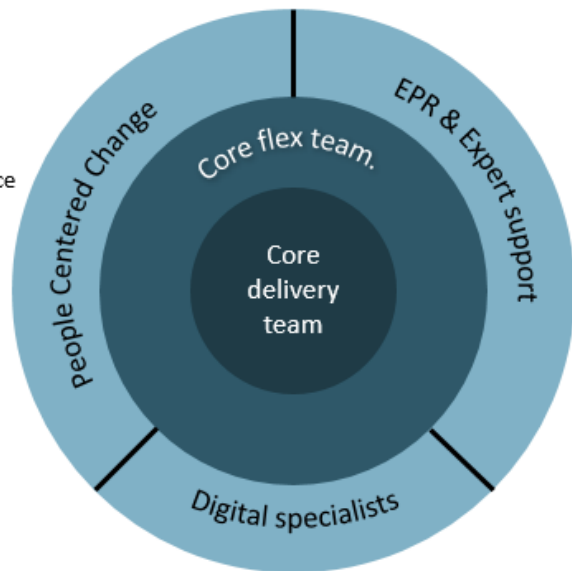 EPR & Expert support
People Centered Change
Core flex team.
Core
delivery
team
Digital specialists